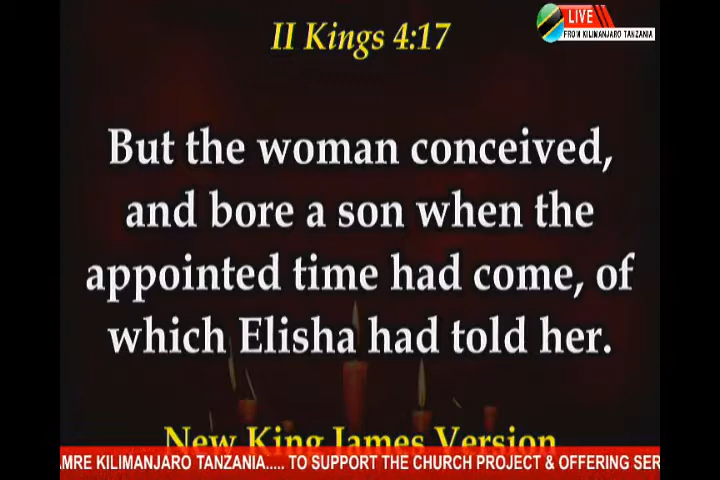 II Kings 4:17
LIVE
FROM KILIMANJARO TANZANIA
But the woman conceived,
and bore a son when the
appointed time had come, of
which Elisha had told her.
New King James Version
AMRE KILIMANJARO TANZANIA..... TO SUPPORT THE CHURCH PROJECT & OFFERING SER